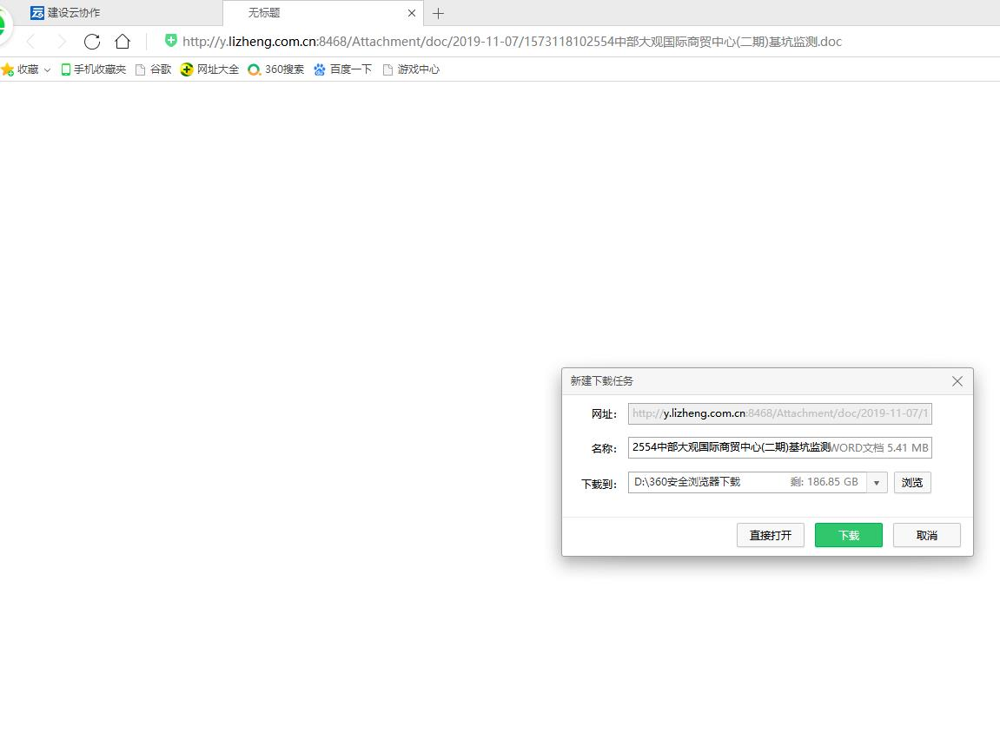 建设云协作
无标题
http://y.lizheng.com.cn:8468/Attachment/doc/2019-11-07/1573118102554中部大观国际商贸中心(二期)基坑监测.doc
收藏 手机收藏夹 谷歌 网址大全 360搜索 百度一下 游戏中心
新建下载任务
网址: http://y.lizheng.com.cn:8468/Attachment/doc/2019-11-07/1
名称: 2554中部大观国际商贸中心(二期)基坑监测WORD文档 5.41 MB
下载到: D:\360安全浏览器下载 剩: 186.85 GB 浏览
直接打开 下载 取消